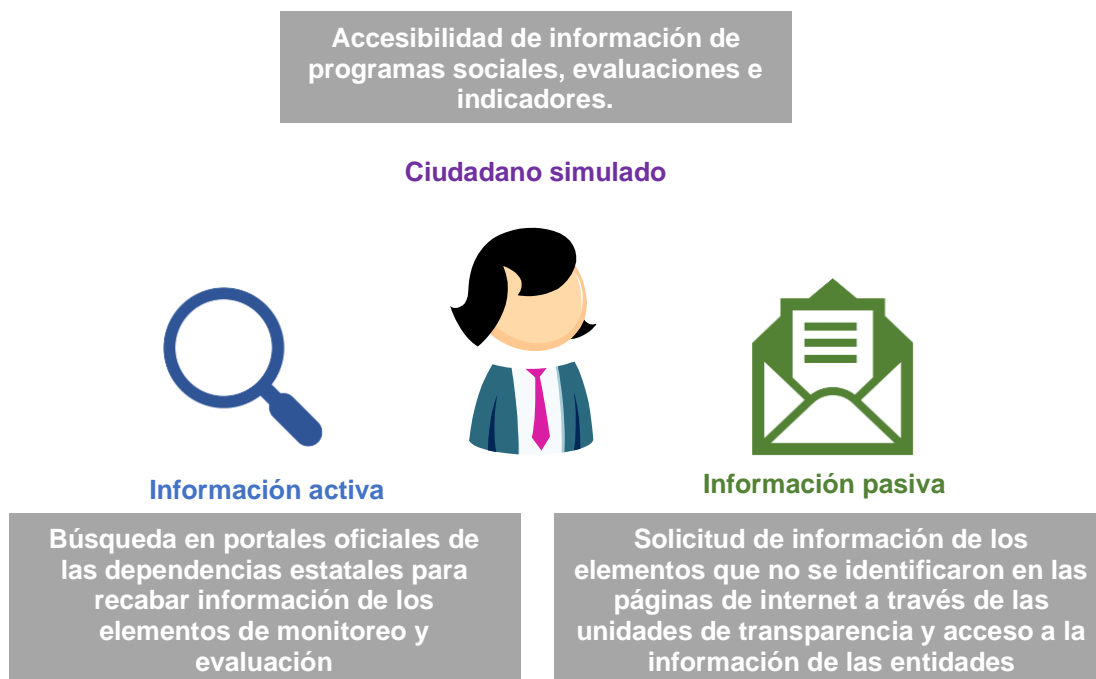 Accesibilidad de información de
programas sociales, evaluaciones e
indicadores.
Ciudadano simulado
Información activa
Búsqueda en portales oficiales de
las dependencias estatales para
recabar información de los
elementos de monitoreo y
evaluación
Información pasiva
Solicitud de información de los
elementos que no se identificaron en las
páginas de internet a través de las
unidades de transparencia y acceso a la
información de las entidades